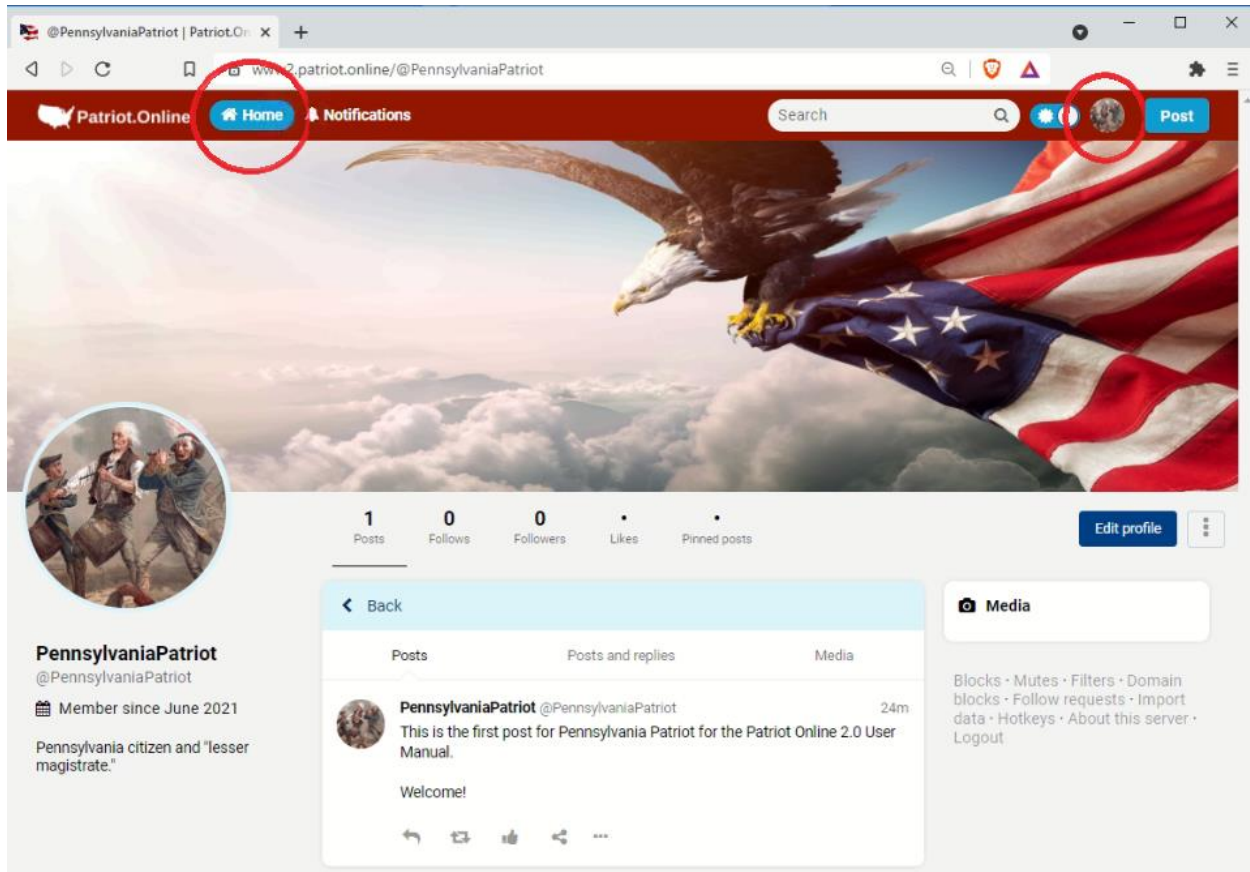 @PennsylvaniaPatriot | Patriot.On
www2.patriot.online/@PennsylvaniaPatriot
Patriot.Online Home Notifications Search Post
1 0 0 • •
Posts Follows Followers Likes Pinned posts
Edit profile
Back
Media
Posts Posts and replies Media
PennsylvaniaPatriot
@PennsylvaniaPatriot
Member since June 2021
Pennsylvania citizen and "lesser
magistrate."
PennsylvaniaPatriot @PennsylvaniaPatriot 24m
This is the first post for Pennsylvania Patriot for the Patriot Online 2.0 User
Manual.
Welcome!
Blocks • Mutes • Filters • Domain
blocks • Follow requests • Import
data • Hotkeys • About this server •
Logout